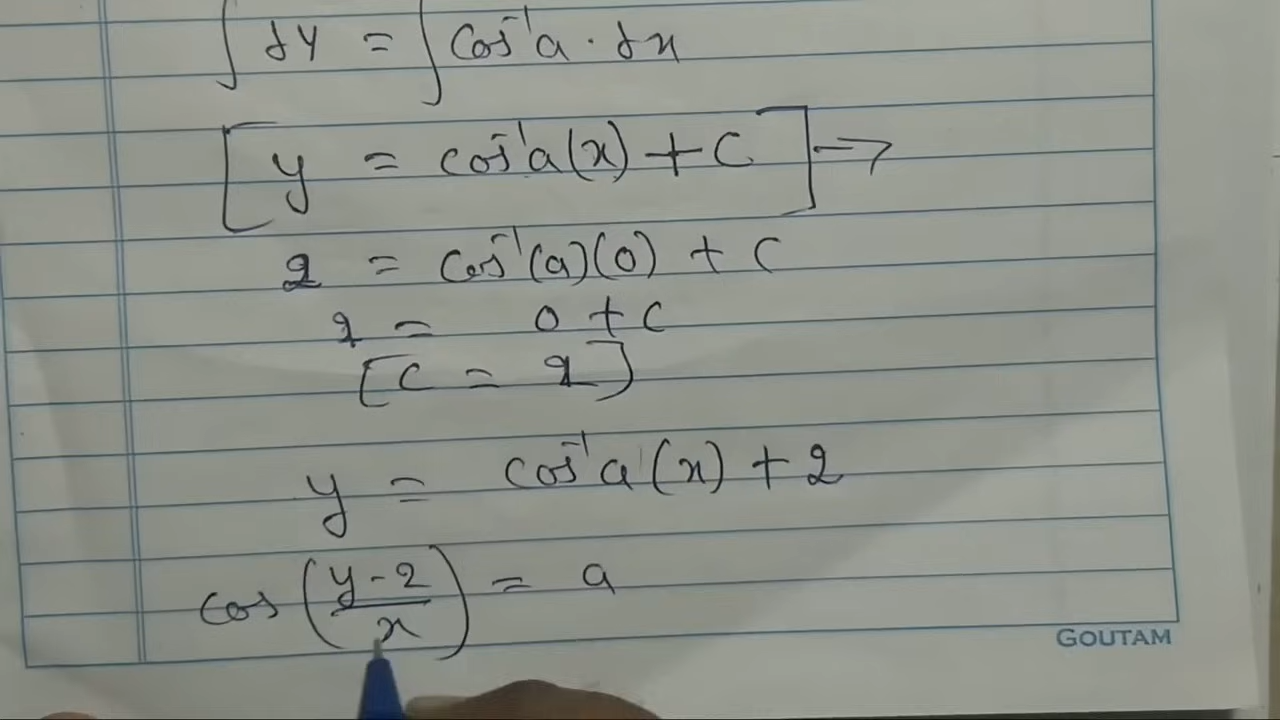 ∫ dy = ∫ cos⁻¹a · dx
[ y = cos⁻¹a(x) + C ] →
2 = cos⁻¹(a)(0) + C
2 = 0 + C
[C = 2]
y = cos⁻¹a(x) + 2
cos((y-2)/x) = a
GOUTAM